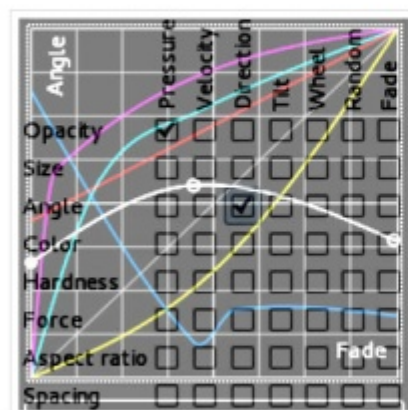 Angle
Pressure
Velocity
Direction
Tilt
Wheel
Random
Fade
Opacity
Size
Angle
Color
Hardness
Force
Aspect ratio
Fade
Spacing